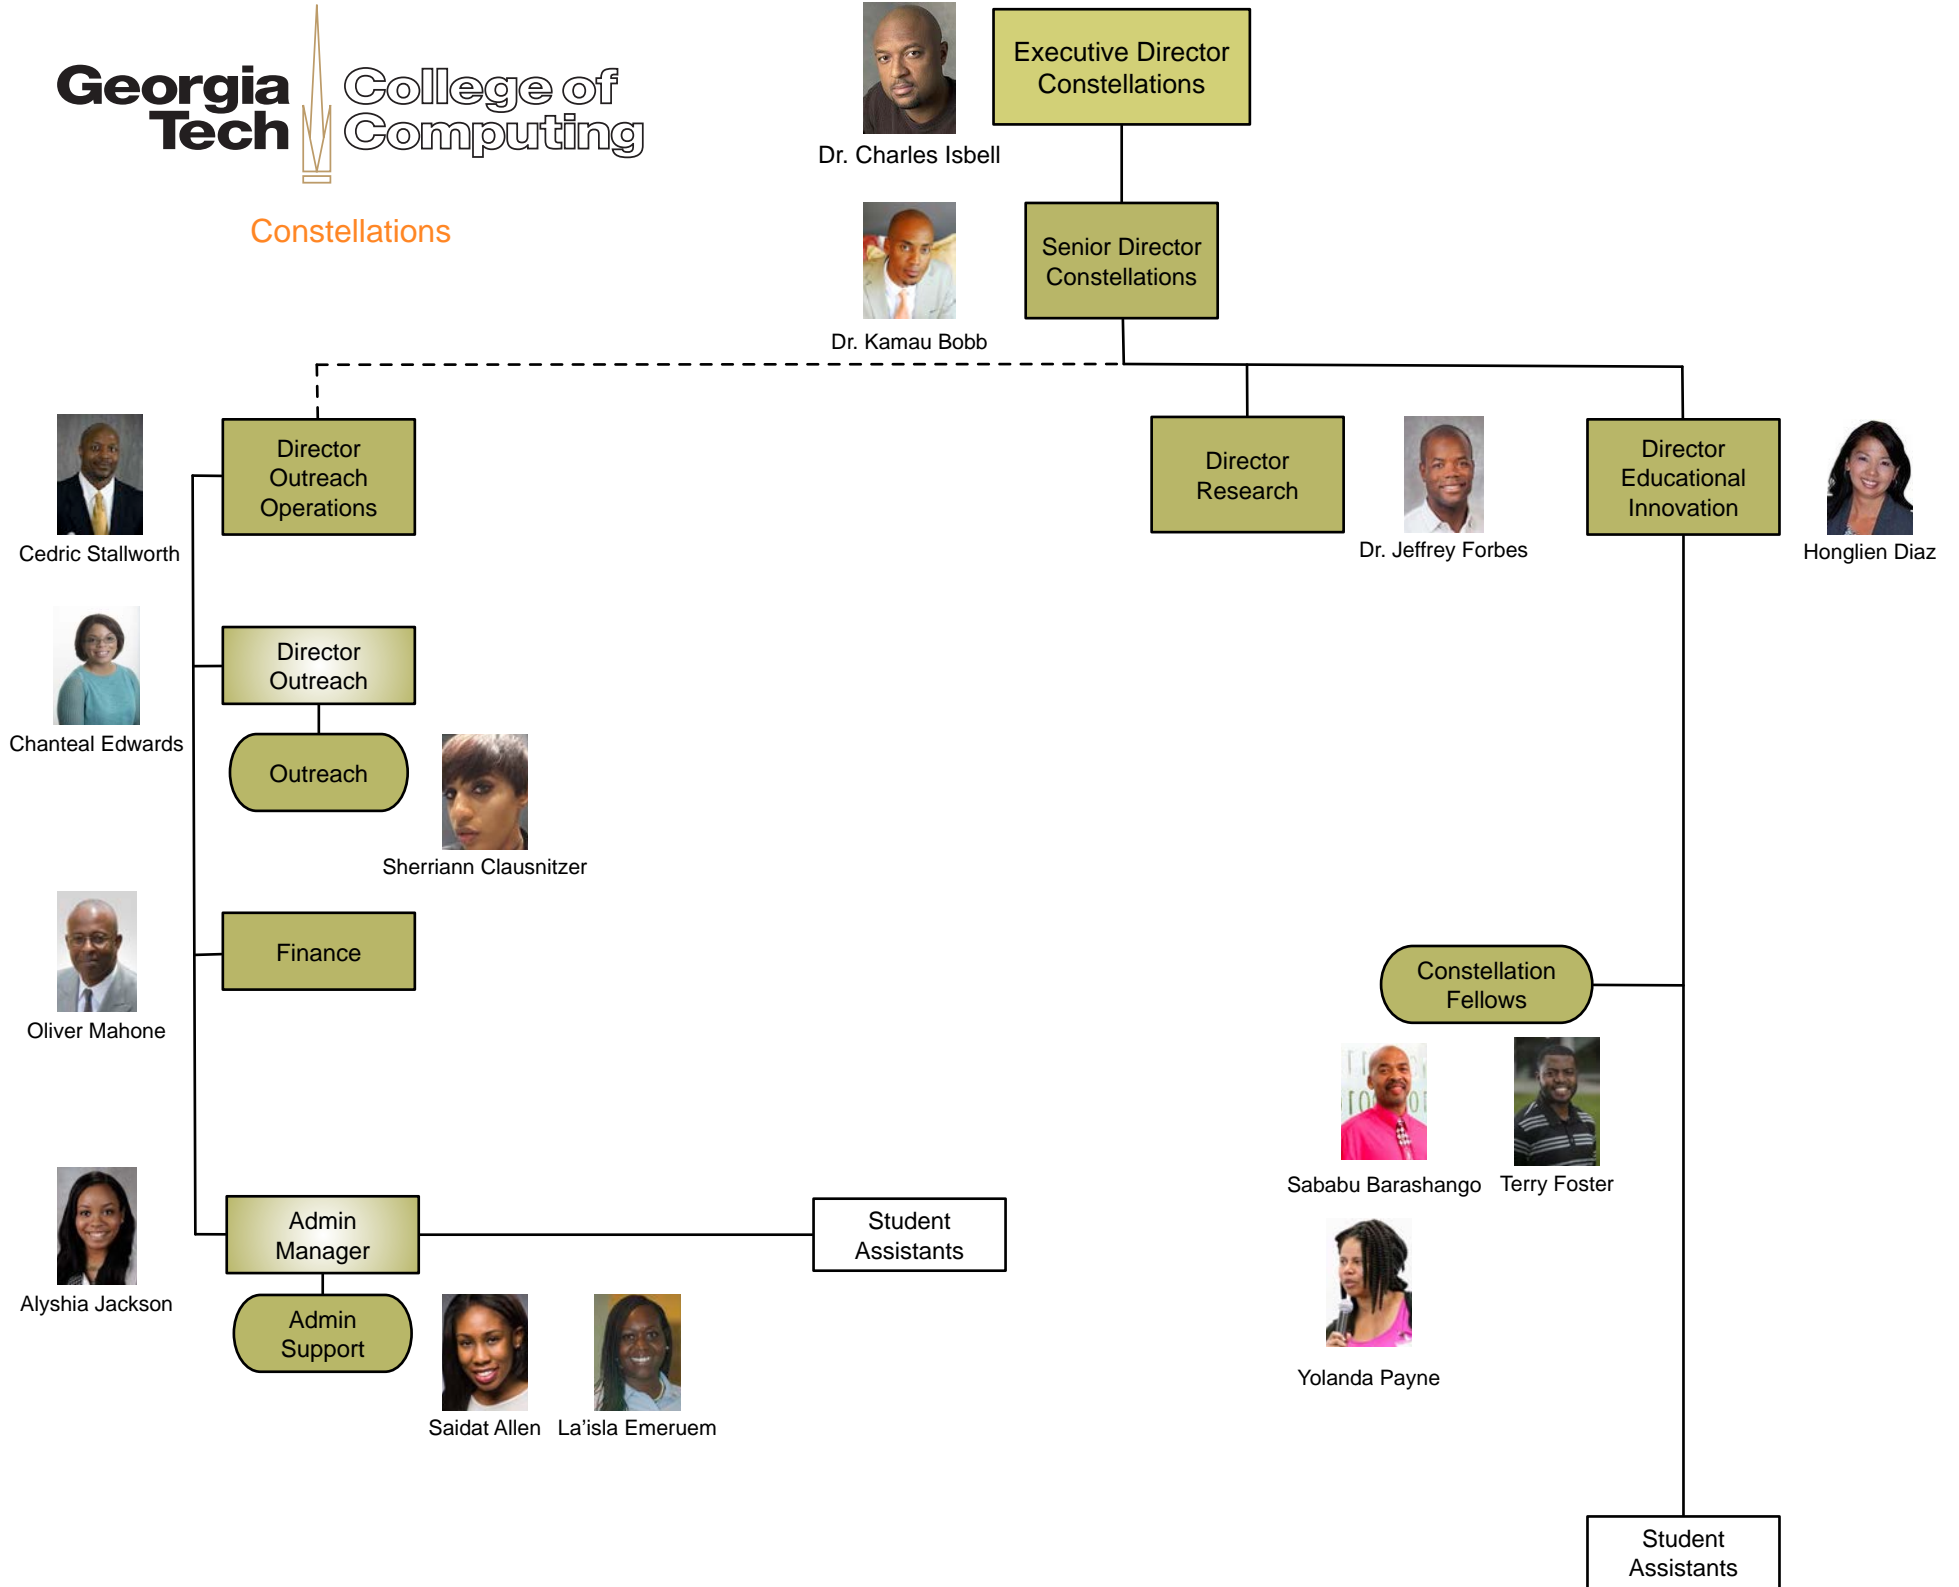 Georgia
Tech
College of
Computing
Constellations
Executive Director
Constellations
Dr. Charles Isbell
Senior Director
Constellations
Dr. Kamau Bobb
Director
Outreach
Operations
Cedric Stallworth
Director
Research
Dr. Jeffrey Forbes
Director
Educational
Innovation
Honglien Diaz
Director
Outreach
Chanteal Edwards
Outreach
Sherriann Clausnitzer
Finance
Oliver Mahone
Constellation
Fellows
Sababu Barashango
Terry Foster
Yolanda Payne
Admin
Manager
Alyshia Jackson
Student
Assistants
Admin
Support
Saidat Allen
La’isla Emeruem
Student
Assistants